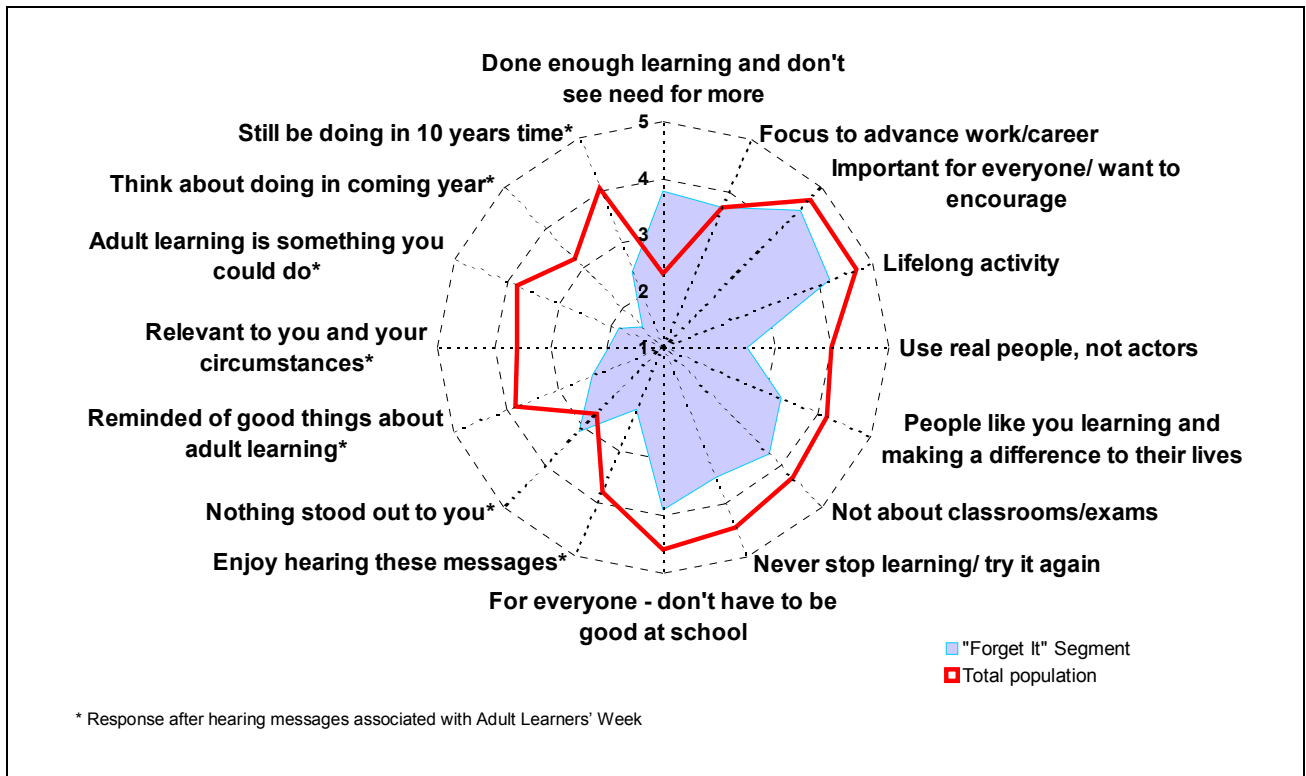 Done enough learning and don't
see need for more
Still be doing in 10 years time*
Focus to advance work/career
Think about doing in coming year*
Important for everyone/ want to
encourage
Adult learning is something you
could do*
Lifelong activity
Relevant to you and your
circumstances*
Use real people, not actors
Reminded of good things about
adult learning*
People like you learning and
making a difference to their lives
Nothing stood out to you*
Not about classrooms/exams
Enjoy hearing these messages*
Never stop learning/ try it again
For everyone - don't have to be
good at school
5
4
3
2
1
"Forget It" Segment
Total population
* Response after hearing messages associated with Adult Learners’ Week